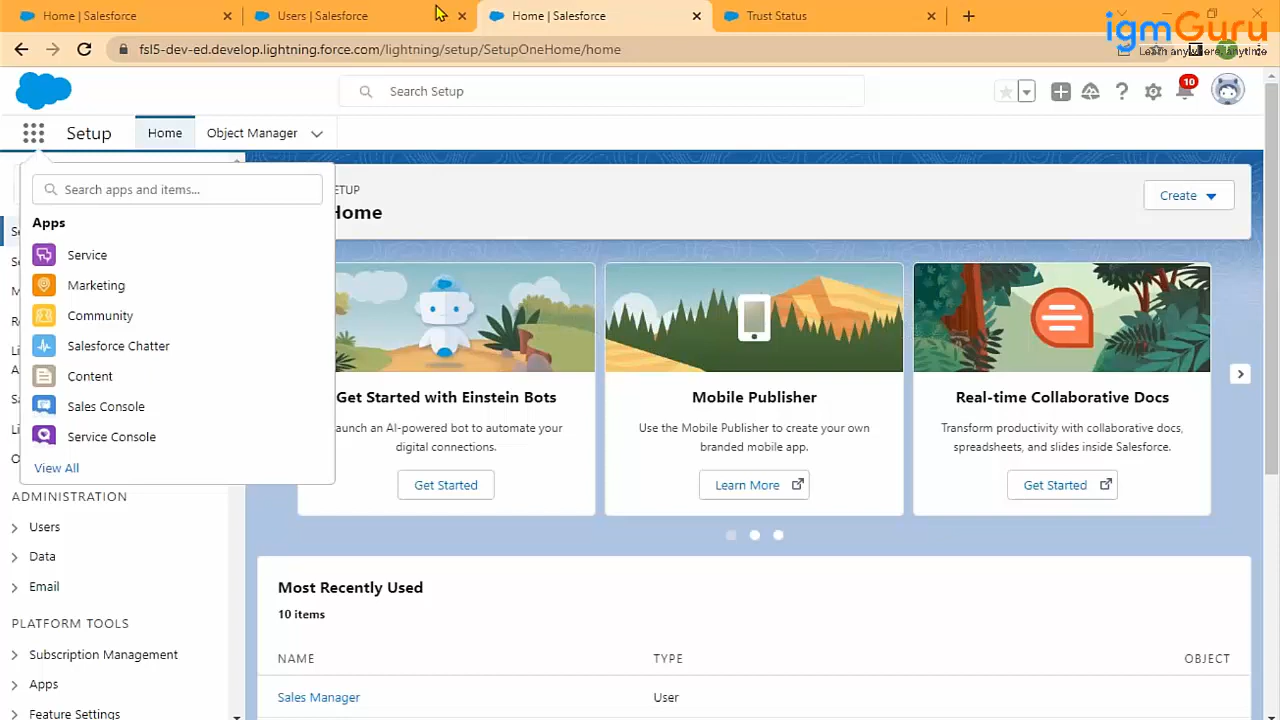 Home | Salesforce
Users | Salesforce
Home | Salesforce
Trust Status
igmGuru
Learn anywhere, anytime
fsl5-dev-ed.develop.lightning.force.com/lightning/setup/SetupOneHome/home
Search Setup
10
Setup
Home
Object Manager
Search apps and items...
Apps
Service
Marketing
Community
Salesforce Chatter
Content
Sales Console
Service Console
View All
ADMINISTRATION
Users
Data
Email
PLATFORM TOOLS
Subscription Management
Apps
Feature Settings
ETUP
Home
Create
Get Started with Einstein Bots
aunch an AI-powered bot to automate your
digital connections.
Get Started
Mobile Publisher
Use the Mobile Publisher to create your own
branded mobile app.
Learn More
Real-time Collaborative Docs
Transform productivity with collaborative docs,
spreadsheets, and slides inside Salesforce.
Get Started
Most Recently Used
10 items
NAME TYPE OBJECT
Sales Manager User